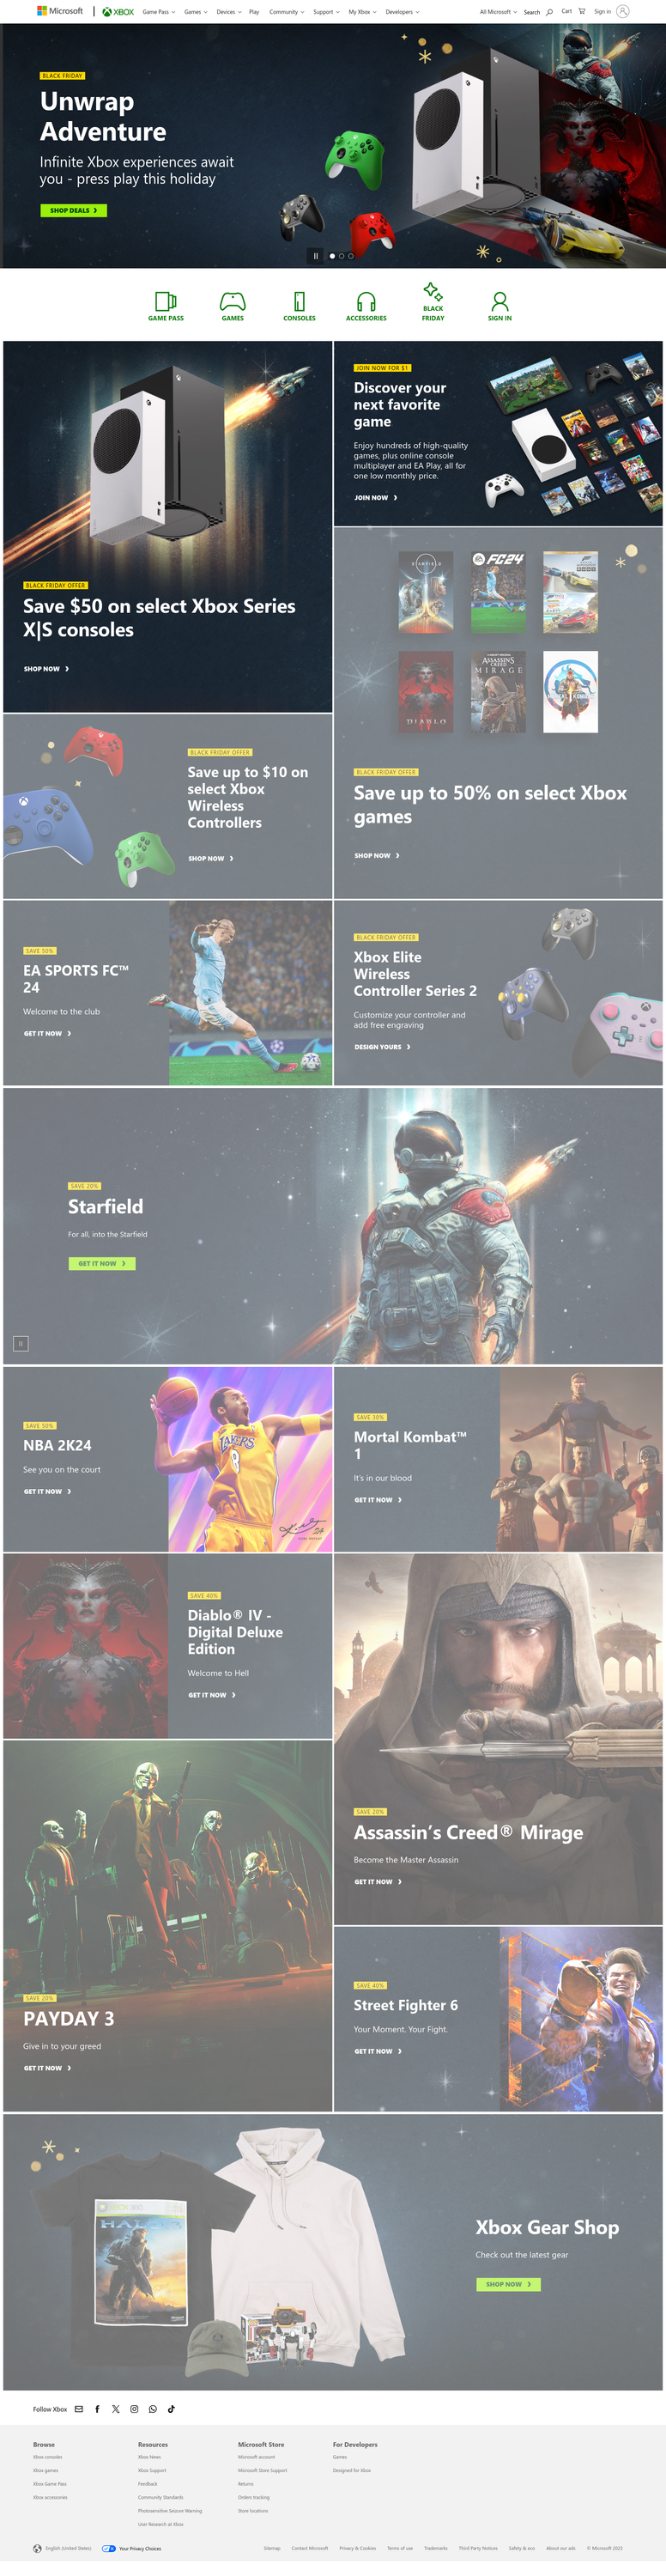 Microsoft
XBOX
Game Pass
Games
Devices
Play
Community
Support
My Xbox
Developers
All Microsoft
Search
Cart
Sign in
BLACK FRIDAY
Unwrap
Adventure
Infinite Xbox experiences await
you - press play this holiday
SHOP DEALS
GAME PASS
GAMES
CONSOLES
ACCESSORIES
BLACK
FRIDAY
SIGN IN
BLACK FRIDAY OFFER
Save $50 on select Xbox Series
X|S consoles
SHOP NOW
JOIN NOW FOR $1
Discover your
next favorite
game
Enjoy hundreds of high-quality
games, plus online console
multiplayer and EA Play, all for
one low monthly price.
JOIN NOW
STARFIELD
FC24
DIABLO
ASSASSIN'S
CREED
MIRAGE
BLACK FRIDAY OFFER
Save up to 50% on select Xbox
games
SHOP NOW
BLACK FRIDAY OFFER
Save up to $10 on
select Xbox
Wireless
Controllers
SHOP NOW
SAVE 50%
EA SPORTS FC™
24
Welcome to the club
GET IT NOW
BLACK FRIDAY OFFER
Xbox Elite
Wireless
Controller Series 2
Customize your controller and
add free engraving
DESIGN YOURS
SAVE 20%
Starfield
For all, into the Starfield
GET IT NOW
SAVE 50%
NBA 2K24
See you on the court
GET IT NOW
LAKERS
SAVE 30%
Mortal Kombat™
1
It's in our blood
GET IT NOW
SAVE 40%
Diablo® IV -
Digital Deluxe
Edition
Welcome to Hell
GET IT NOW
SAVE 20%
Assassin's Creed® Mirage
Become the Master Assassin
GET IT NOW
SAVE 20%
PAYDAY 3
Give in to your greed
GET IT NOW
SAVE 40%
Street Fighter 6
Your Moment. Your Fight.
GET IT NOW
XBOX 360
HALO
Xbox Gear Shop
Check out the latest gear
SHOP NOW
Follow Xbox
Browse
Xbox consoles
Xbox games
Xbox Game Pass
Xbox accessories
Resources
Xbox News
Xbox Support
Feedback
Community Standards
Photosensitive Seizure Warning
User Research at Xbox
Microsoft Store
Microsoft account
Microsoft Store Support
Returns
Orders tracking
Store locations
For Developers
Games
Designed for Xbox
English (United States)
Your Privacy Choices
Sitemap
Contact Microsoft
Privacy & Cookies
Terms of use
Trademarks
Third Party Notices
Safety & eco
About our ads
© Microsoft 2023